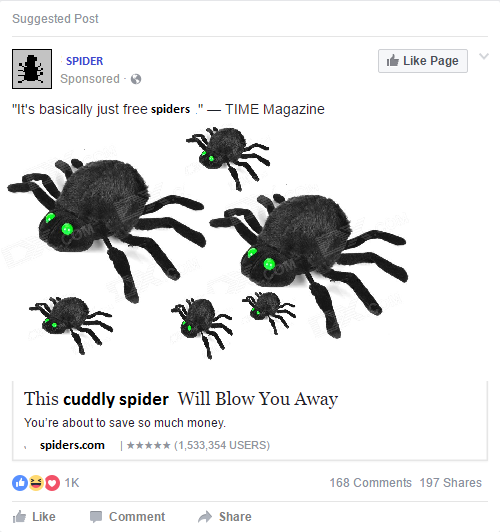 Suggested Post
SPIDER
Like Page
Sponsored ·
"It's basically just free spiders ." — TIME Magazine
This cuddly spider Will Blow You Away
You're about to save so much money.
spiders.com | ★★★★★ (1,533,354 USERS)
1K
168 Comments 197 Shares
Like Comment Share